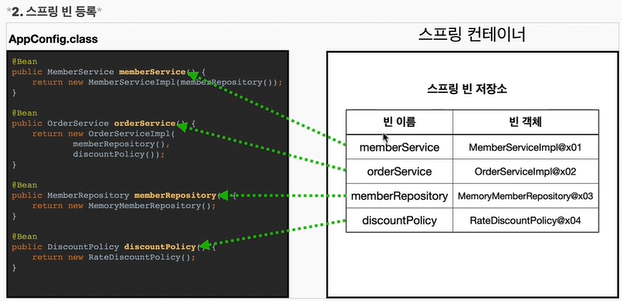 *2. 스프링 빈 등록*
AppConfig.class
@Bean
public MemberService memberService() {
return new MemberServiceImpl(memberRepository());
}
@Bean
public OrderService orderService() {
return new OrderServiceImpl(
memberRepository(),
discountPolicy());
}
@Bean
public MemberRepository memberRepository() {
return new MemoryMemberRepository();
}
@Bean
public DiscountPolicy discountPolicy() {
return new RateDiscountPolicy();
}
스프링 컨테이너
스프링 빈 저장소
빈 이름 빈 객체
memberService MemberServiceImpl@x01
orderService OrderServiceImpl@x02
memberRepository MemoryMemberRepository@x03
discountPolicy RateDiscountPolicy@x04